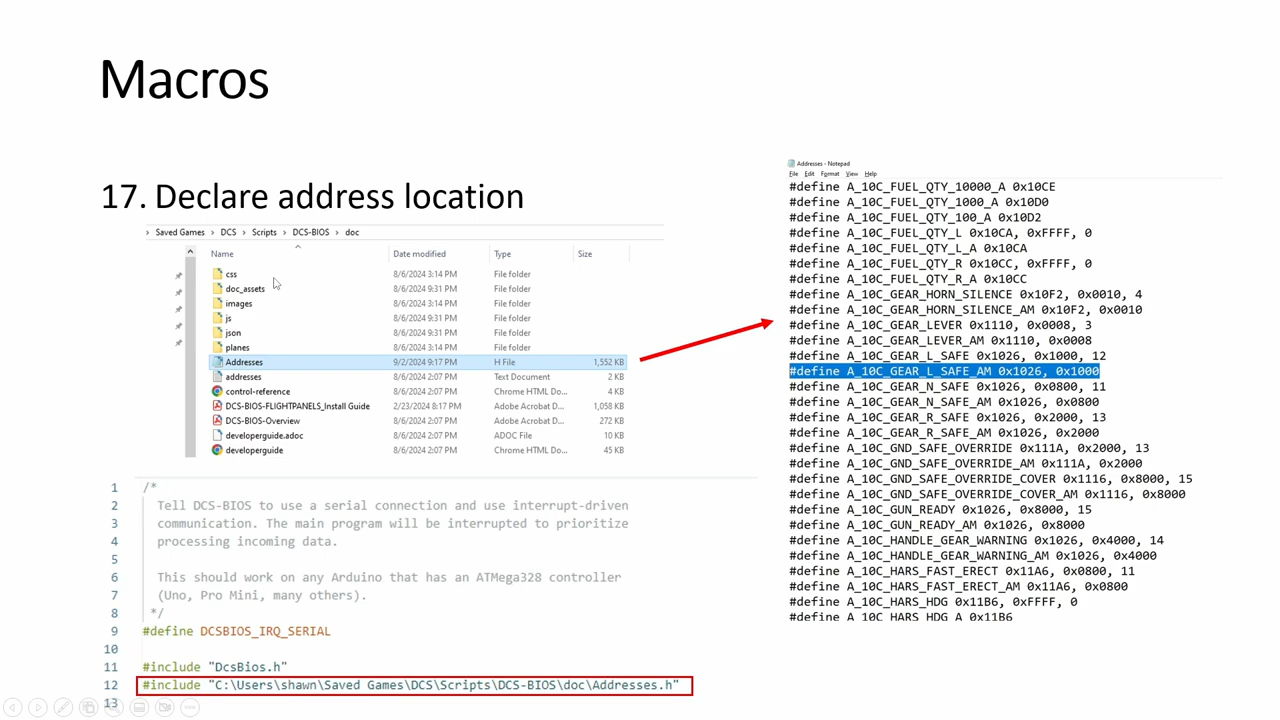 Macros
17. Declare address location
Saved Games > DCS > Scripts > DCS-BIOS > doc
Name Date modified Type Size
css 8/6/2024 3:14 PM File folder
doc_assets 8/6/2024 9:31 PM File folder
images 8/6/2024 3:14 PM File folder
js 8/6/2024 9:31 PM File folder
json 8/6/2024 9:31 PM File folder
planes 8/6/2024 3:14 PM File folder
Addresses 9/2/2024 9:17 PM H File 1,552 KB
addresses 8/6/2024 2:07 PM Text Document 2 KB
control-reference 8/6/2024 2:07 PM Chrome HTML Do... 4 KB
DCS-BIOS-FLIGHTPANELS_Install Guide 2/23/2024 8:17 PM Adobe Acrobat D... 1,058 KB
DCS-BIOS-Overview 8/6/2024 2:07 PM Adobe Acrobat D... 272 KB
developerguide.adoc 8/6/2024 2:07 PM ADOC File 10 KB
developerguide 8/6/2024 2:07 PM Chrome HTML Do... 45 KB
1 /*
2 Tell DCS-BIOS to use a serial connection and use interrupt-driven
3 communication. The main program will be interrupted to prioritize
4 processing incoming data.
5
6 This should work on any Arduino that has an ATMega328 controller
7 (Uno, Pro Mini, many others).
8 */
9 #define DCSBIOS_IRQ_SERIAL
10
11 #include "DcsBios.h"
12 #include "C:\Users\shawn\Saved Games\DCS\Scripts\DCS-BIOS\doc\Addresses.h"
13
Addresses - Notepad
File Edit Format View Help
#define A_10C_FUEL_QTY_10000_A 0x10CE
#define A_10C_FUEL_QTY_1000_A 0x10D0
#define A_10C_FUEL_QTY_100_A 0x10D2
#define A_10C_FUEL_QTY_L 0x10CA, 0xFFFF, 0
#define A_10C_FUEL_QTY_L_A 0x10CA
#define A_10C_FUEL_QTY_R 0x10CC, 0xFFFF, 0
#define A_10C_FUEL_QTY_R_A 0x10CC
#define A_10C_GEAR_HORN_SILENCE 0x10F2, 0x0010, 4
#define A_10C_GEAR_HORN_SILENCE_AM 0x10F2, 0x0010
#define A_10C_GEAR_LEVER 0x1110, 0x0008, 3
#define A_10C_GEAR_LEVER_AM 0x1110, 0x0008
#define A_10C_GEAR_L_SAFE 0x1026, 0x1000, 12
#define A_10C_GEAR_L_SAFE_AM 0x1026, 0x1000
#define A_10C_GEAR_N_SAFE 0x1026, 0x0800, 11
#define A_10C_GEAR_N_SAFE_AM 0x1026, 0x0800
#define A_10C_GEAR_R_SAFE 0x1026, 0x2000, 13
#define A_10C_GEAR_R_SAFE_AM 0x1026, 0x2000
#define A_10C_GND_SAFE_OVERRIDE 0x111A, 0x2000, 13
#define A_10C_GND_SAFE_OVERRIDE_AM 0x111A, 0x2000
#define A_10C_GND_SAFE_OVERRIDE_COVER 0x1116, 0x8000, 15
#define A_10C_GND_SAFE_OVERRIDE_COVER_AM 0x1116, 0x8000
#define A_10C_GUN_READY 0x1026, 0x8000, 15
#define A_10C_GUN_READY_AM 0x1026, 0x8000
#define A_10C_HANDLE_GEAR_WARNING 0x1026, 0x4000, 14
#define A_10C_HANDLE_GEAR_WARNING_AM 0x1026, 0x4000
#define A_10C_HARS_FAST_ERECT 0x11A6, 0x0800, 11
#define A_10C_HARS_FAST_ERECT_AM 0x11A6, 0x0800
#define A_10C_HARS_HDG 0x11B6, 0xFFFF, 0
#define A_10C_HARS_HDG_A 0x11B6